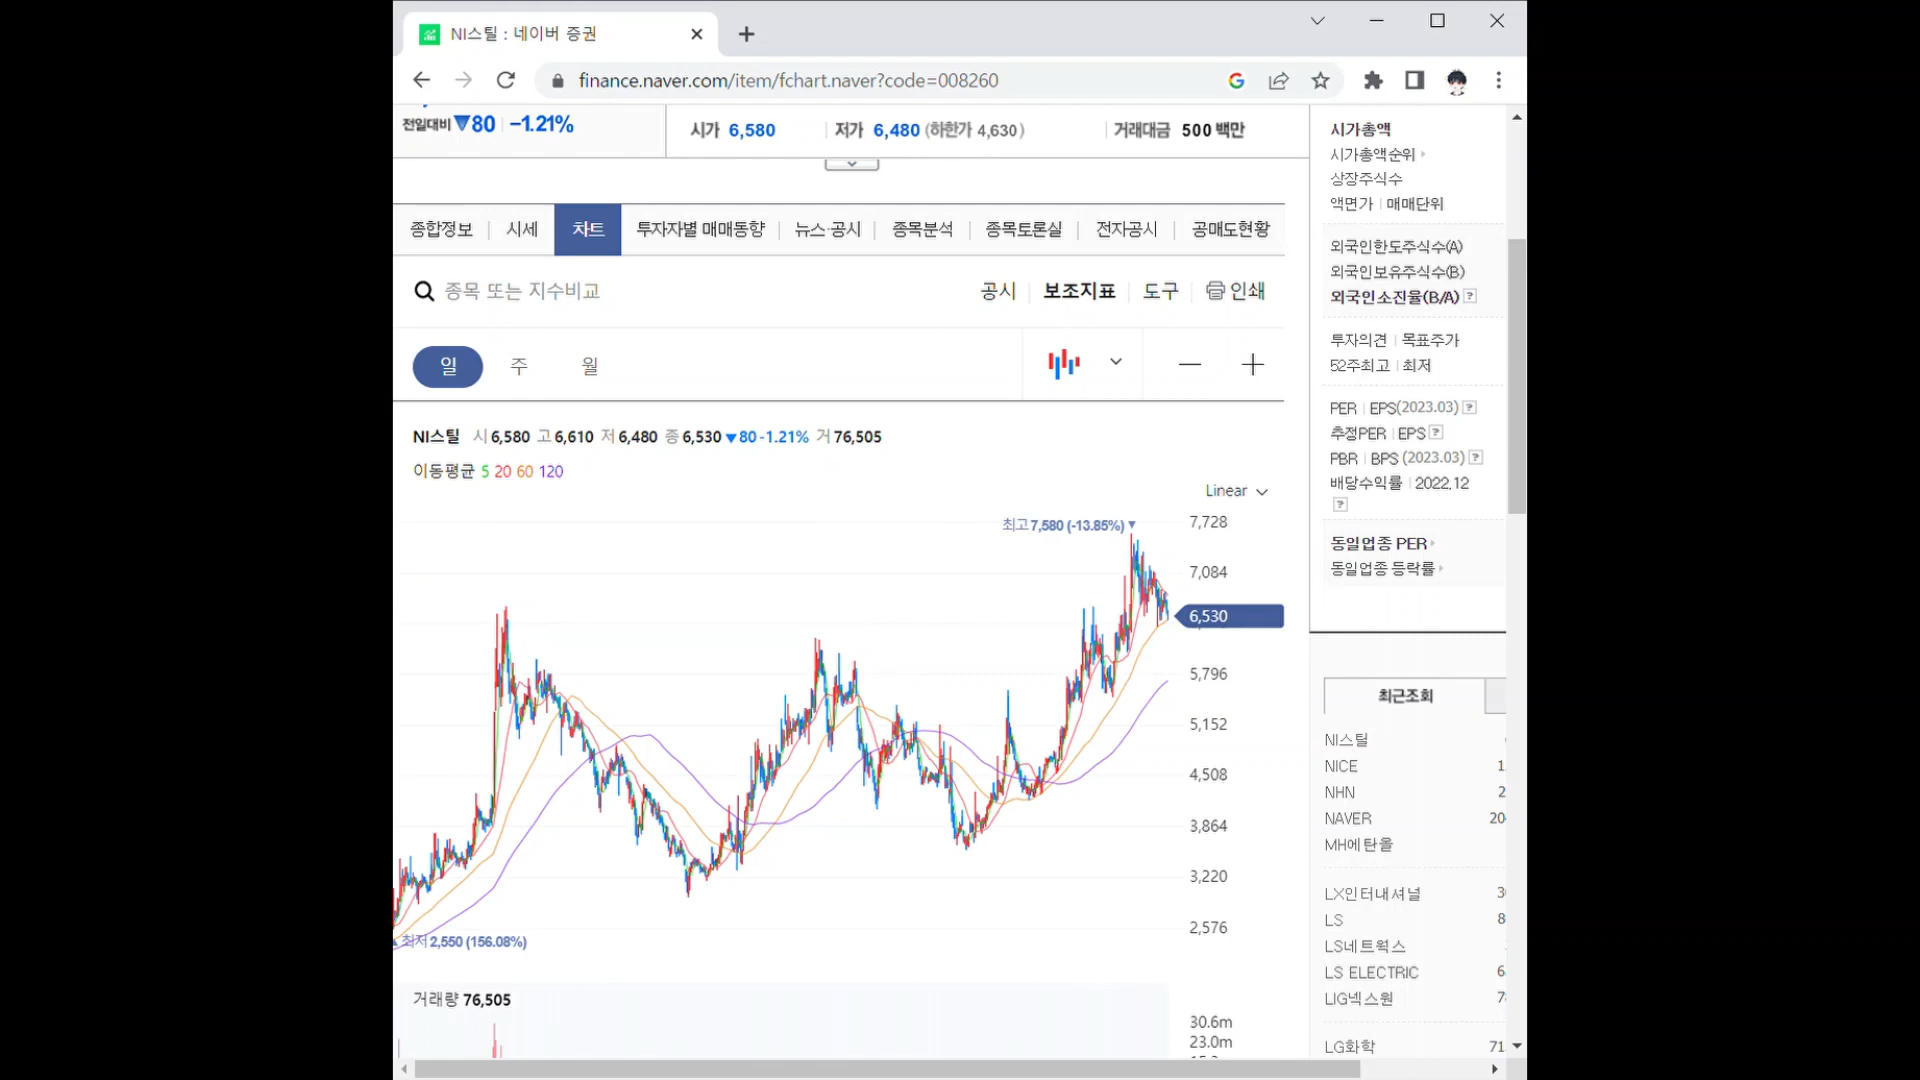 NI스틸 : 네이버 증권
finance.naver.com/item/fchart.naver?code=008260
전일대비 ▼80 | −1.21%
시가 6,580 | 저가 6,480 (하한가 4,630) | 거래대금 500 백만
종합정보 | 시세 차트 투자자별 매매동향 | 뉴스·공시 | 종목분석 | 종목토론실 | 전자공시 | 공매도현황
종목 또는 지수비교
공시 | 보조지표 | 도구 | 인쇄
일 주 월
NI스틸 시 6,580 고 6,610 저 6,480 종 6,530 ▼80 -1.21% 거 76,505
이동평균 5 20 60 120
Linear
최고 7,580 (-13.85%) ▼
7,728
7,084
6,530
5,796
5,152
4,508
3,864
3,220
2,576
▲ 최저 2,550 (156.08%)
거래량 76,505
30.6m
23.0m
시가총액
시가총액순위
상장주식수
액면가 | 매매단위
외국인한도주식수(A)
외국인보유주식수(B)
외국인소진율(B/A) ?
투자의견 | 목표주가
52주최고 | 최저
PER | EPS(2023.03) ?
추정PER | EPS ?
PBR | BPS (2023.03) ?
배당수익률 | 2022.12
?
동일업종 PER
동일업종 등락률
최근조회
NI스틸
NICE 1
NHN 2
NAVER 20
MH에탄올
LX인터내셔널 3
LS 8
LS네트웍스
LS ELECTRIC 6
LIG넥스원 7
LG화학 71